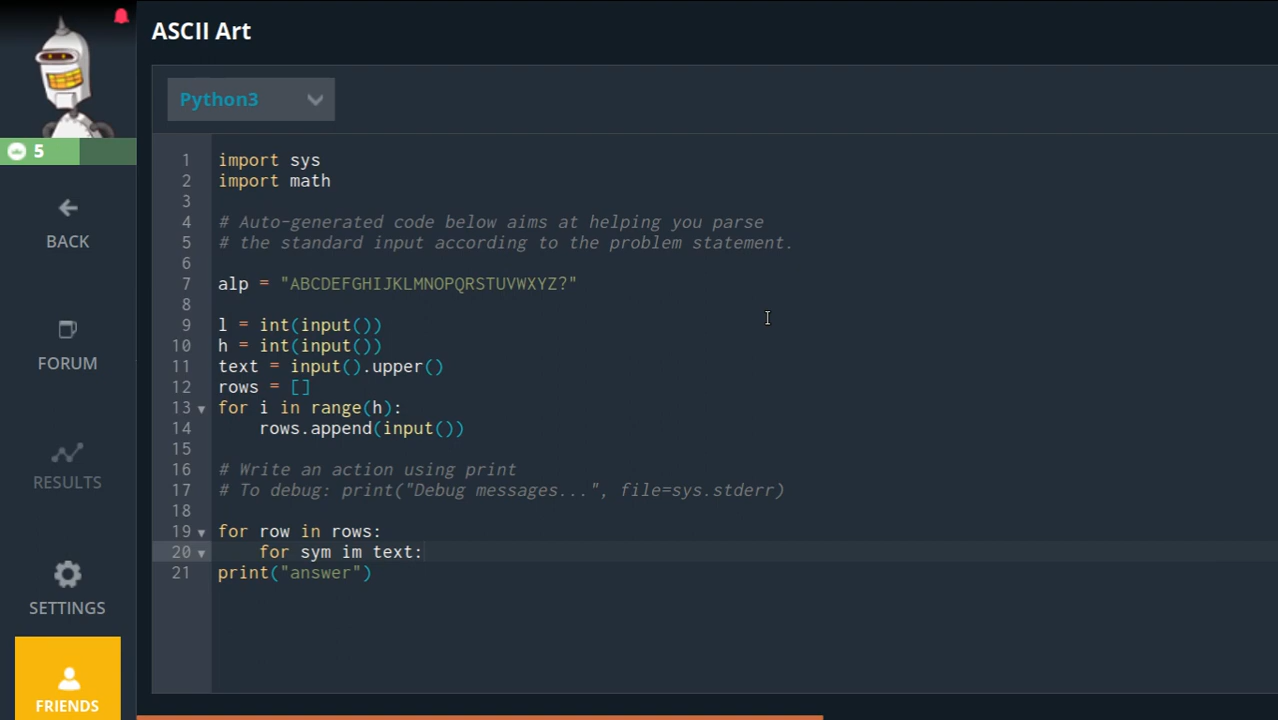 ASCII Art
Python3
5
BACK
FORUM
RESULTS
SETTINGS
FRIENDS
1 import sys
2 import math
3
4 # Auto-generated code below aims at helping you parse
5 # the standard input according to the problem statement.
6
7 alp = "ABCDEFGHIJKLMNOPQRSTUVWXYZ?"
8
9 l = int(input())
10 h = int(input())
11 text = input().upper()
12 rows = []
13 for i in range(h):
14     rows.append(input())
15
16 # Write an action using print
17 # To debug: print("Debug messages...", file=sys.stderr)
18
19 for row in rows:
20     for sym im text:
21 print("answer")